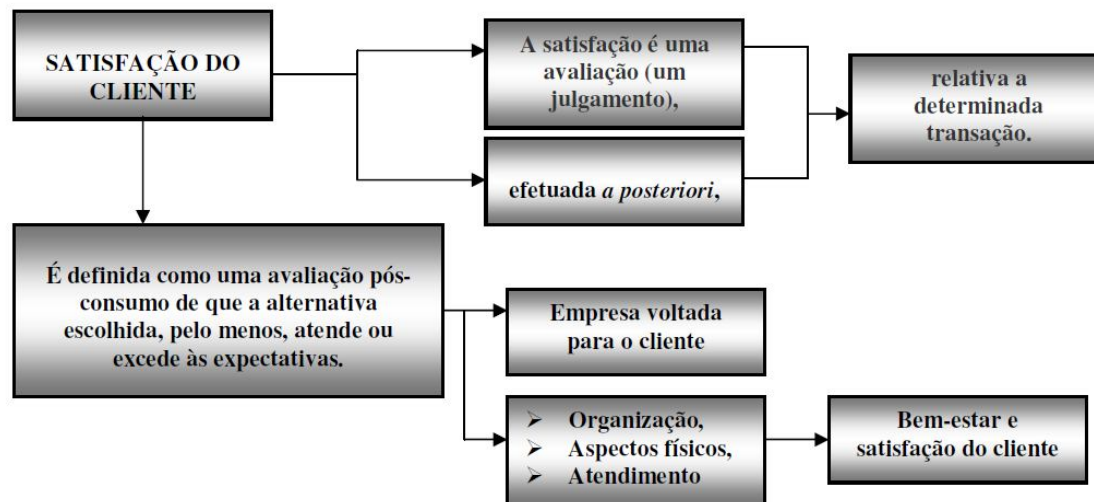 SATISFAÇÃO DO
CLIENTE
A satisfação é uma
avaliação (um
julgamento),
efetuada a posteriori,
relativa a
determinada
transação.
É definida como uma avaliação pós-
consumo de que a alternativa
escolhida, pelo menos, atende ou
excede às expectativas.
Empresa voltada
para o cliente
➢ Organização,
➢ Aspectos físicos,
➢ Atendimento
Bem-estar e
satisfação do cliente